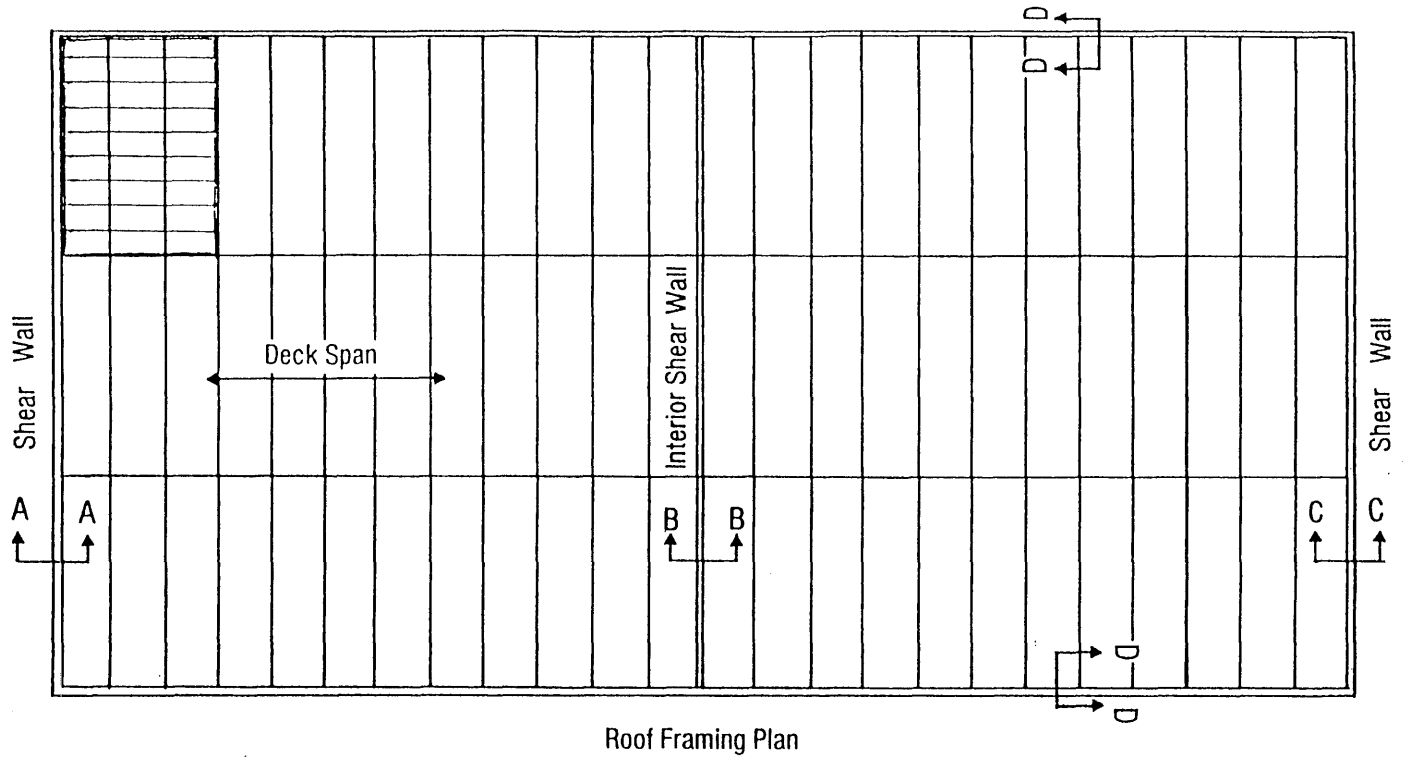 D
D
Deck Span
Interior Shear Wall
Shear Wall
Shear Wall
A
A
B
B
C
C
D
D
Roof Framing Plan